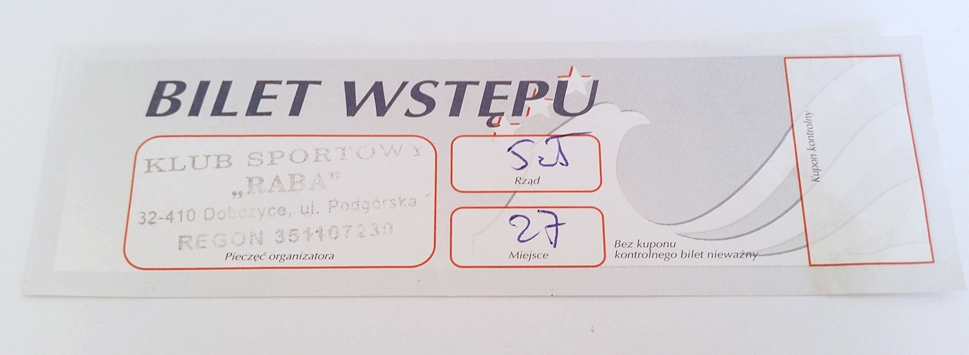 BILET WSTĘPU
KLUB SPORTOWY
„RABA”
32-410 Dobczyce, ul. Podgórska
REGON 351107230
Pieczęć organizatora
5zł
Rząd
27
Miejsce
Bez kuponu
kontrolnego bilet nieważny
Kupon kontrolny